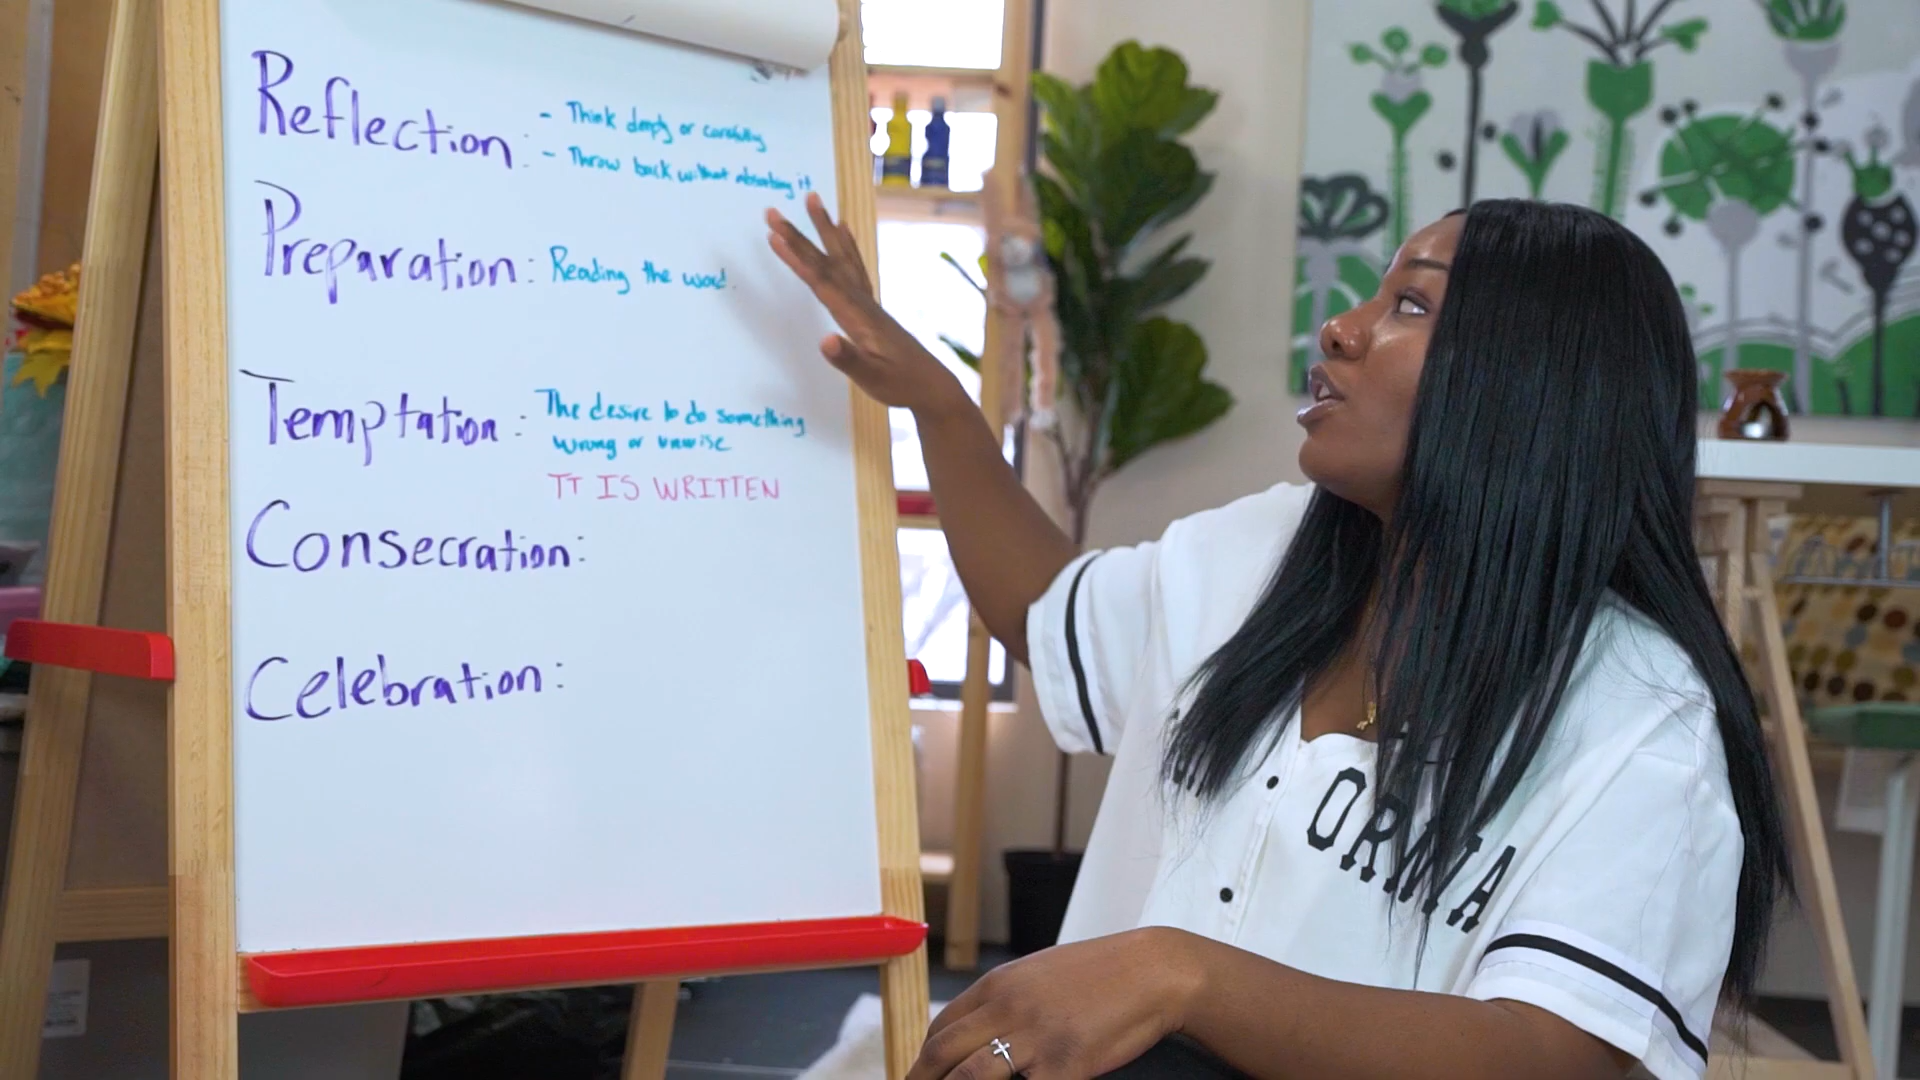 Reflection: - Think deeply or carefully
- Throw back without absorbing it
Preparation: Reading the word.
Temptation: The desire to do something
wrong or unwise
IT IS WRITTEN
Consecration:
Celebration:
ORNIA